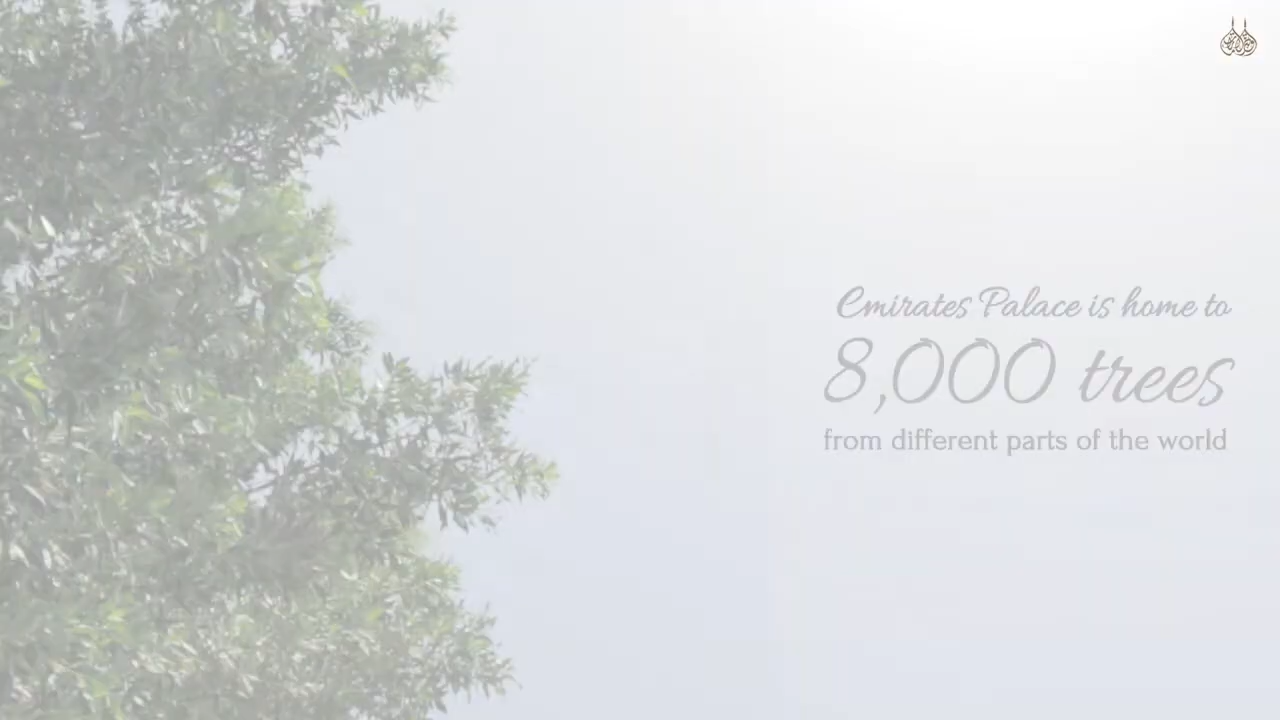 Emirates Palace is home to
8,000 trees
from different parts of the world